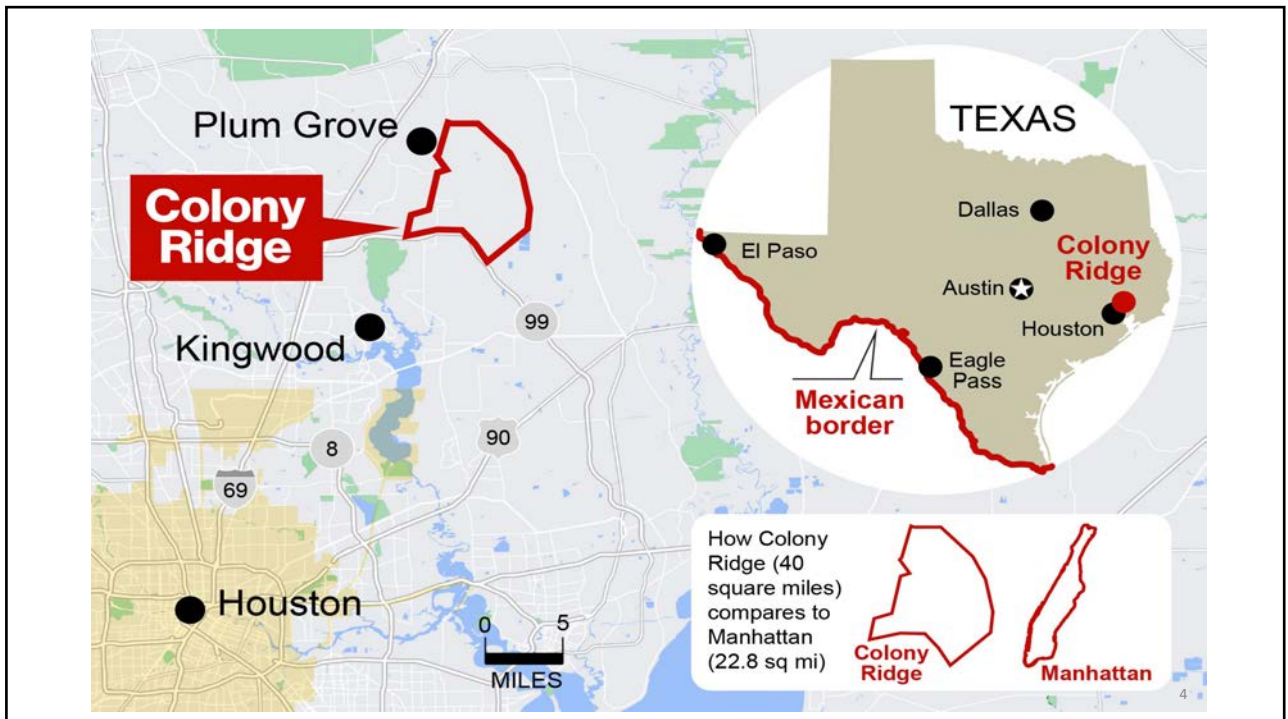 Plum Grove
Colony
Ridge
Kingwood
99
8
90
69
Houston
0 5
MILES
TEXAS
Dallas
El Paso
Colony
Ridge
Austin
Houston
Eagle
Pass
Mexican
border
How Colony
Ridge (40
square miles)
compares to
Manhattan
(22.8 sq mi)
Colony
Ridge
Manhattan
4